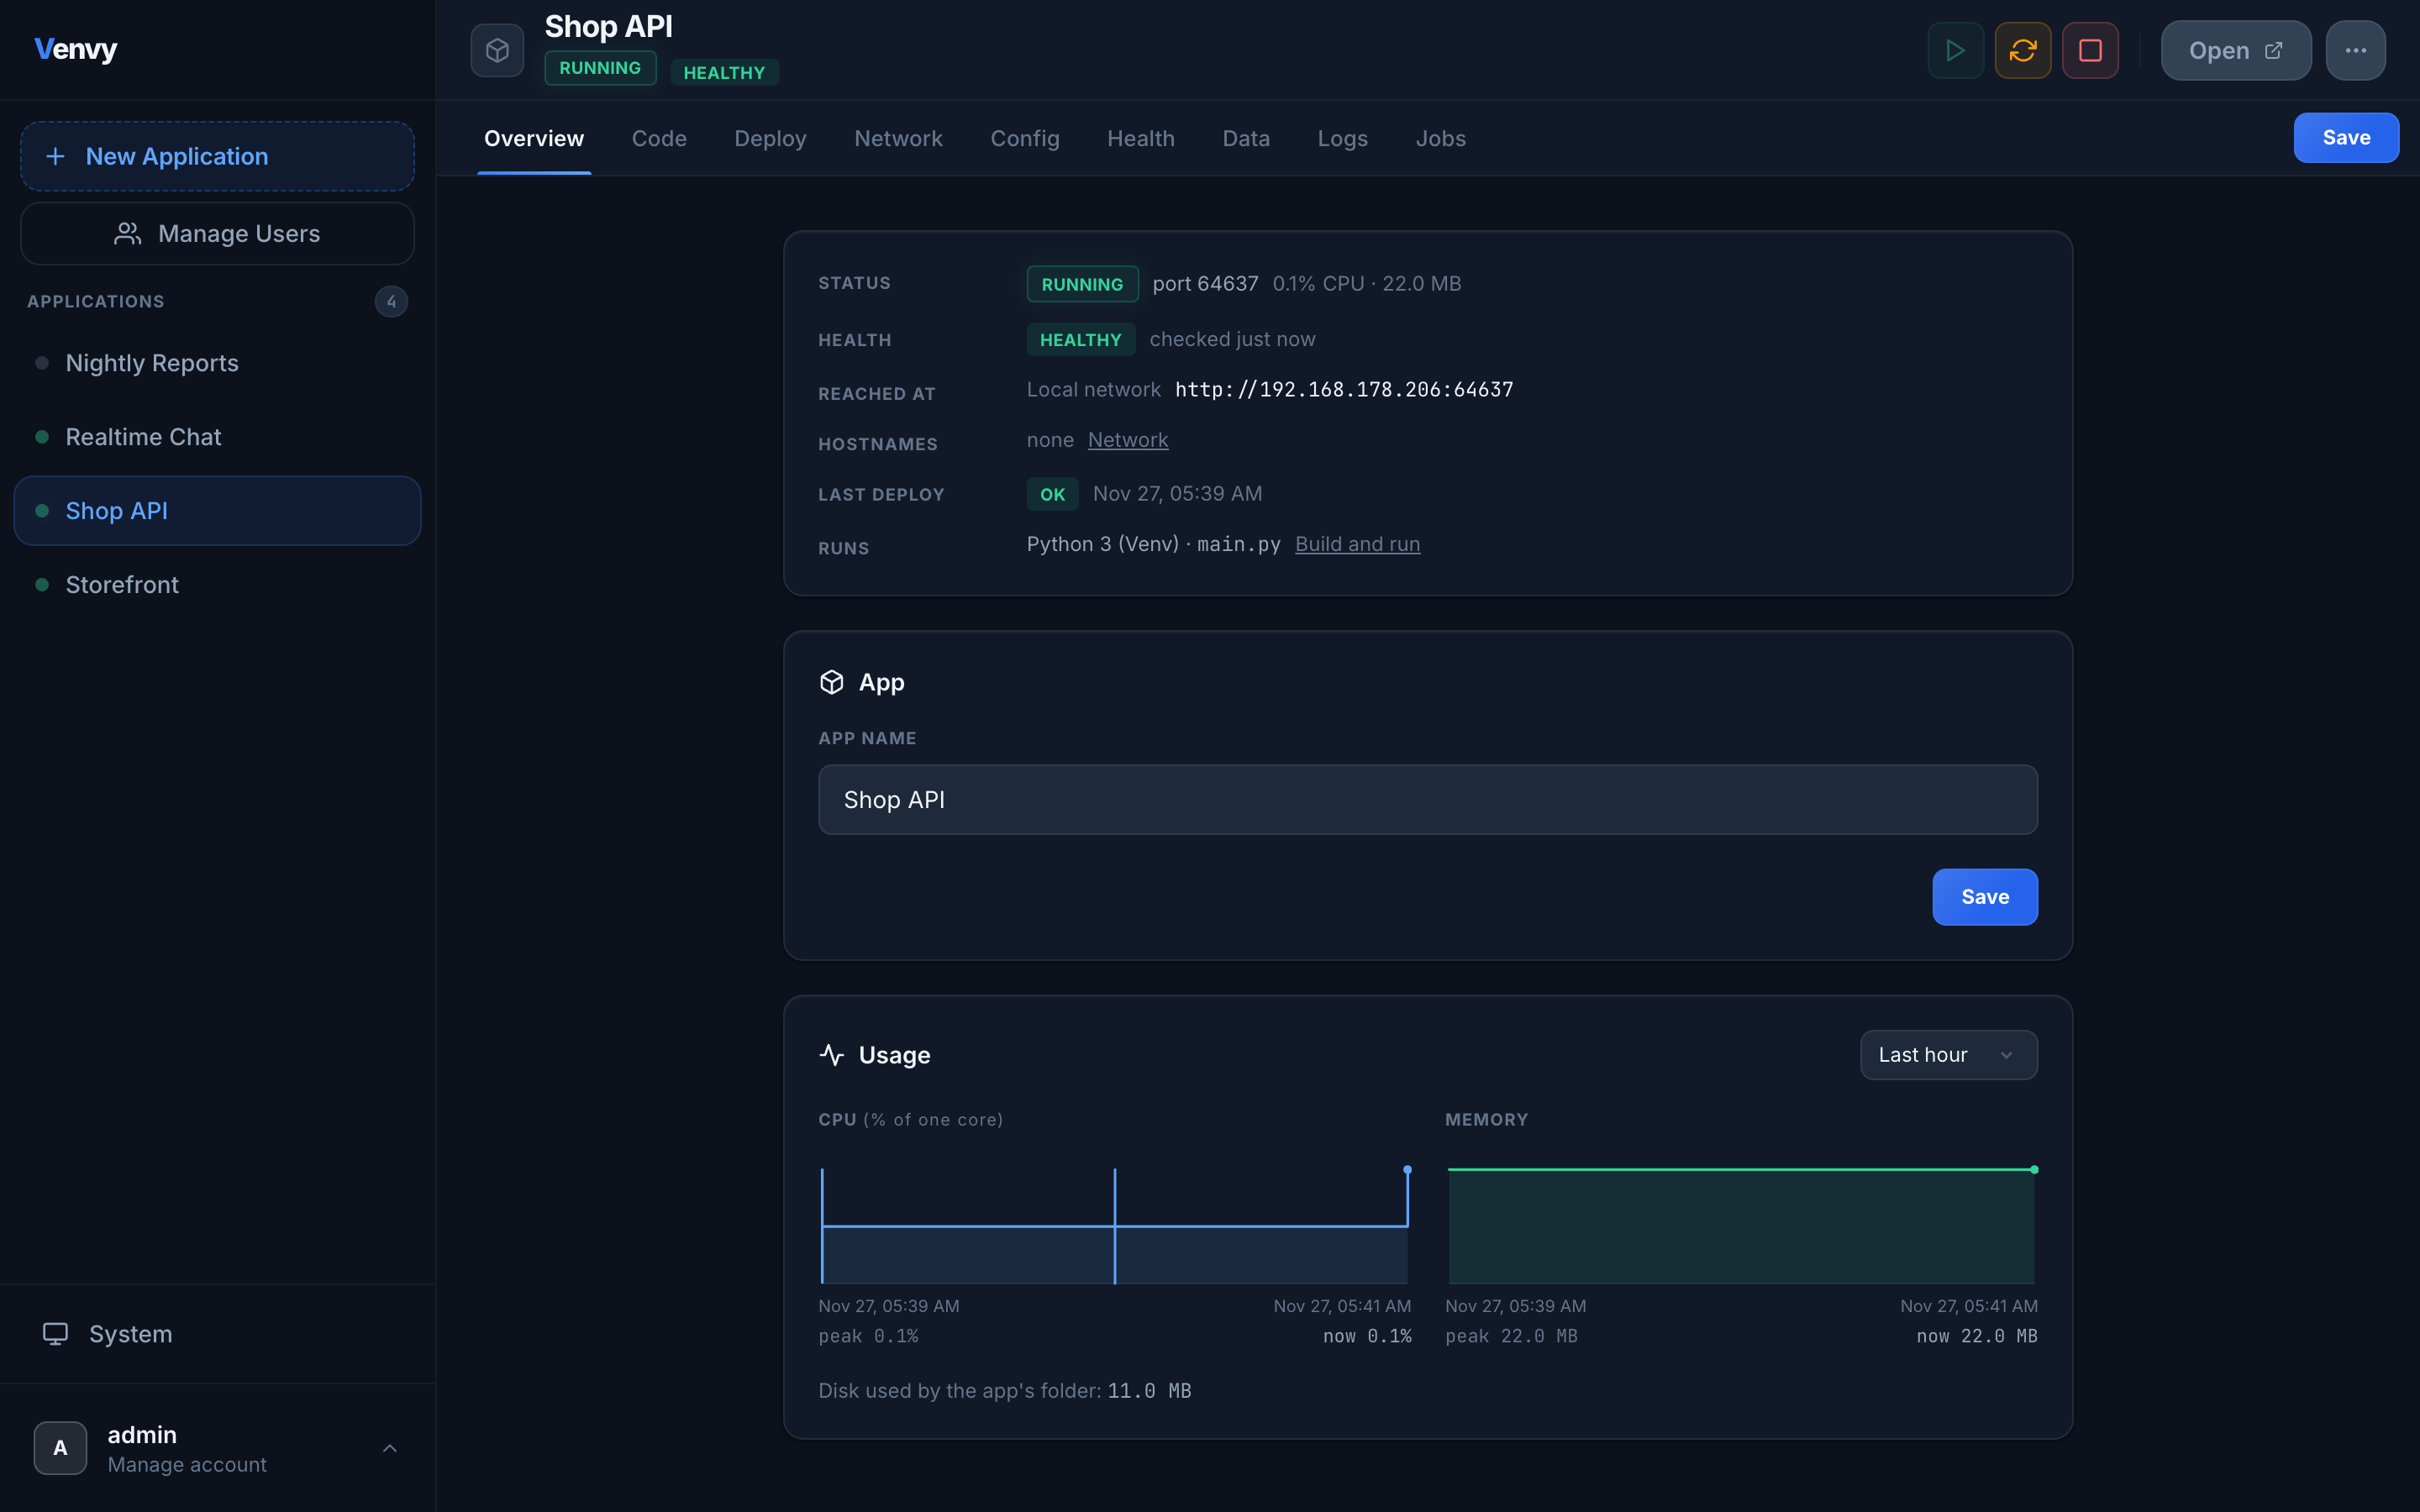 Venvy
New Application
Manage Users
APPLICATIONS 4
Nightly Reports
Realtime Chat
Shop API
Storefront
System
A
admin
Manage account
Shop API
RUNNING HEALTHY
Open
Overview Code Deploy Network Config Health Data Logs Jobs
Save
STATUS RUNNING port 64637 0.1% CPU · 22.0 MB
HEALTH HEALTHY checked just now
REACHED AT Local network http://192.168.178.206:64637
HOSTNAMES none Network
LAST DEPLOY OK Nov 27, 05:39 AM
RUNS Python 3 (Venv) · main.py Build and run
App
APP NAME
Shop API
Save
Usage
Last hour
CPU (% of one core)
Nov 27, 05:39 AM Nov 27, 05:41 AM
peak 0.1% now 0.1%
MEMORY
Nov 27, 05:39 AM Nov 27, 05:41 AM
peak 22.0 MB now 22.0 MB
Disk used by the app's folder: 11.0 MB